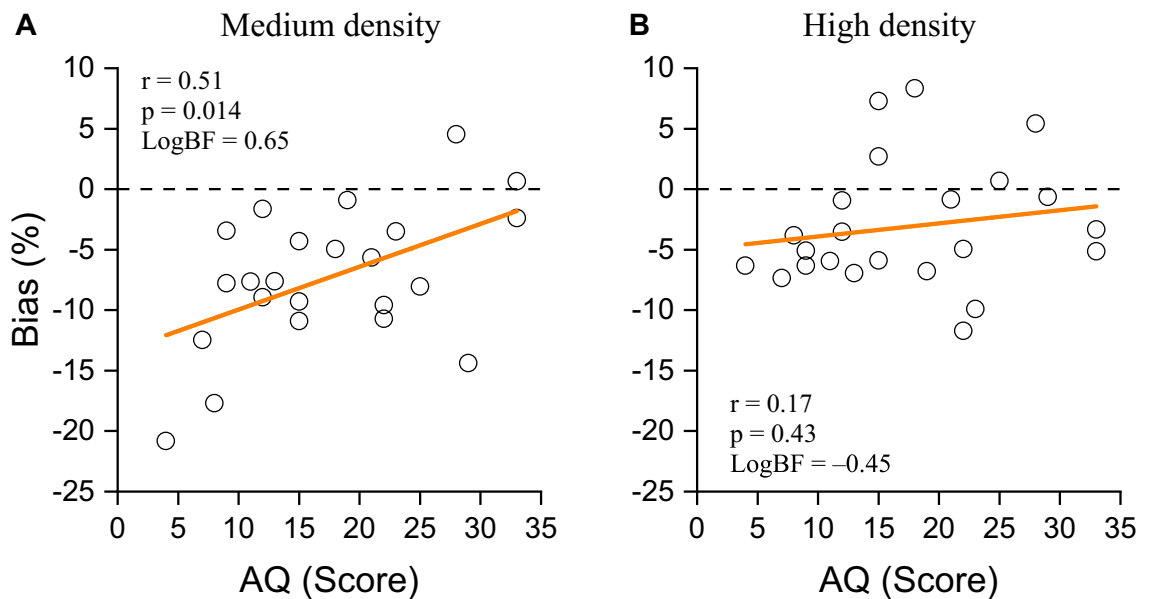 A
Medium density
10
5
0
-5
-10
-15
-20
-25
Bias (%)
r = 0.51
p = 0.014
LogBF = 0.65
0 5 10 15 20 25 30 35
AQ (Score)
B
High density
10
5
0
-5
-10
-15
-20
-25
r = 0.17
p = 0.43
LogBF = –0.45
0 5 10 15 20 25 30 35
AQ (Score)